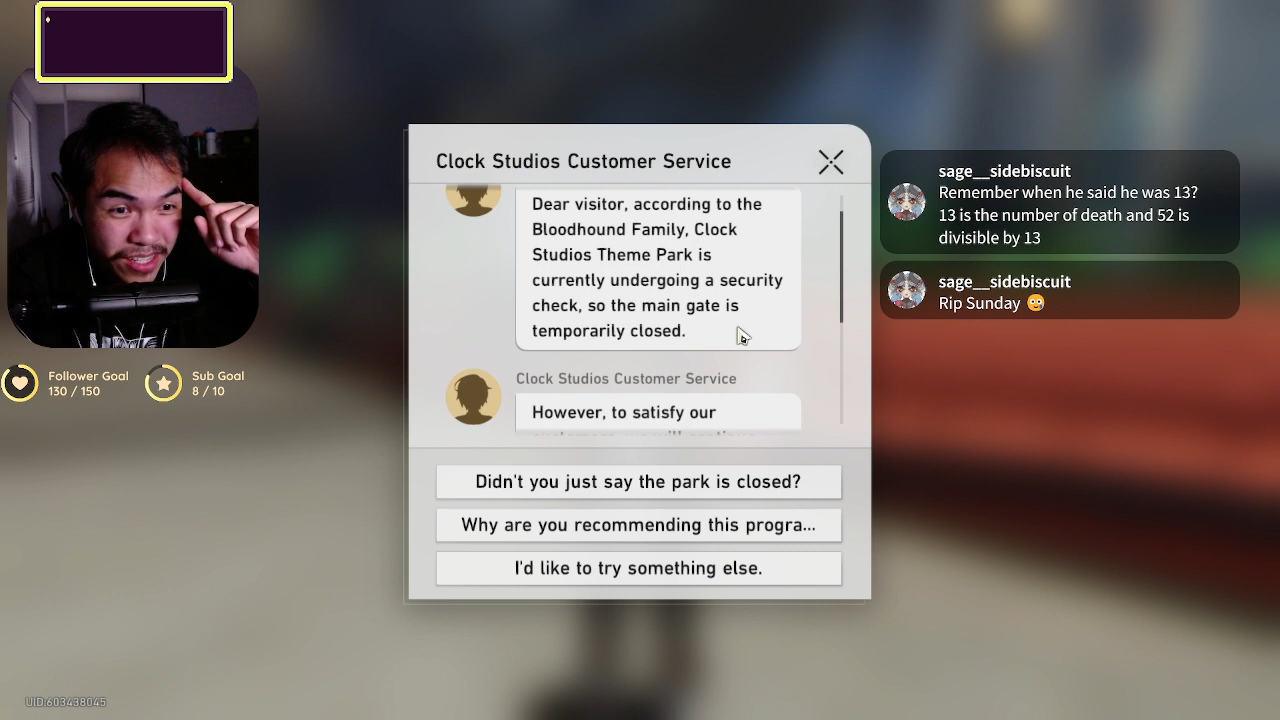 Clock Studios Customer Service
Dear visitor, according to the
Bloodhound Family, Clock
Studios Theme Park is
currently undergoing a security
check, so the main gate is
temporarily closed.
Clock Studios Customer Service
However, to satisfy our
Didn't you just say the park is closed?
Why are you recommending this progra...
I'd like to try something else.
sage__sidebiscuit
Remember when he said he was 13?
13 is the number of death and 52 is
divisible by 13
sage__sidebiscuit
Rip Sunday 😳
Follower Goal
130 / 150
Sub Goal
8 / 10
UID:603438045